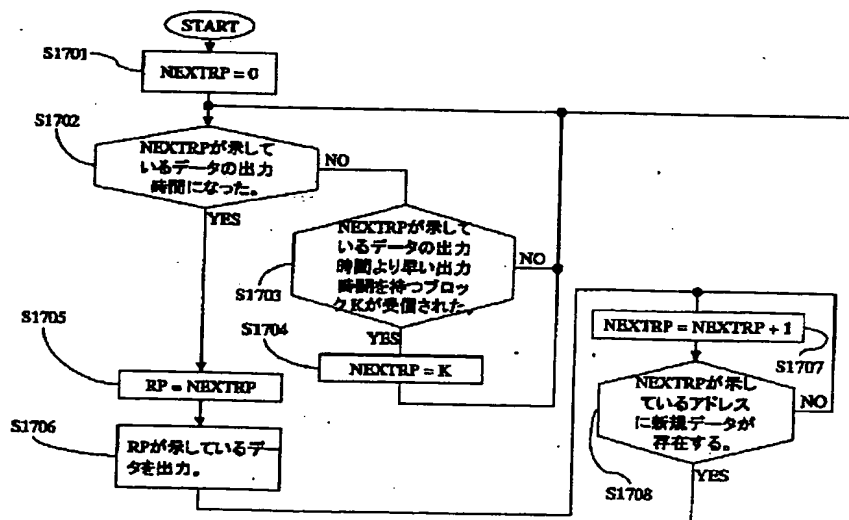 START
S1701
NEXTRP = 0
S1702
NEXTRPが示して
いるデータの出力
時間になった。
NO
YES
NEXTRPが示して
いるデータの出力
時間より早い出力
時間を持つブロッ
クKが受信された。
NO
S1703
YES
S1704
NEXTRP = K
S1705
RP = NEXTRP
S1706
RPが示しているデー
タを出力。
NEXTRP = NEXTRP + 1
S1707
NEXTRPが示し
ているアドレス
に新規データが
存在する。
NO
YES
S1708